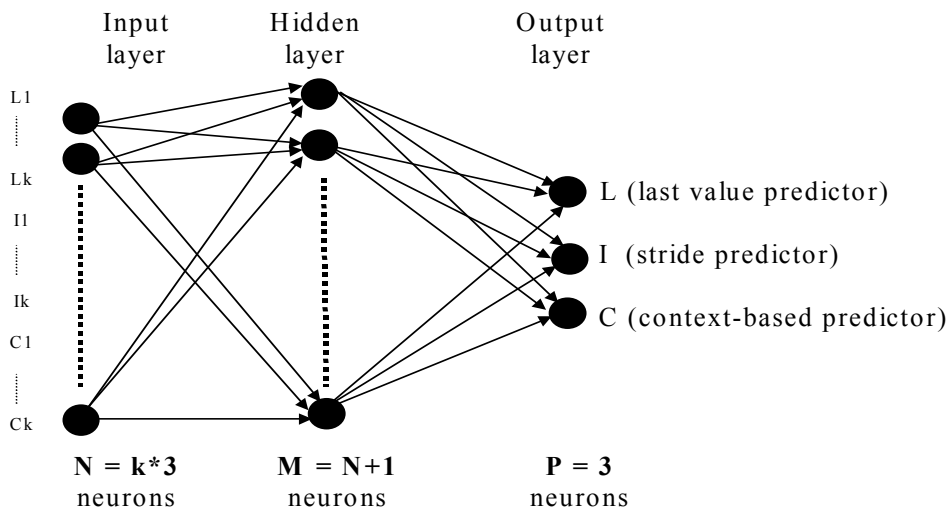 Input
layer
Hidden
layer
Output
layer
L1
Lk
I1
Ik
C1
Ck
L (last value predictor)
I (stride predictor)
C (context-based predictor)
N = k*3
neurons
M = N+1
neurons
P = 3
neurons